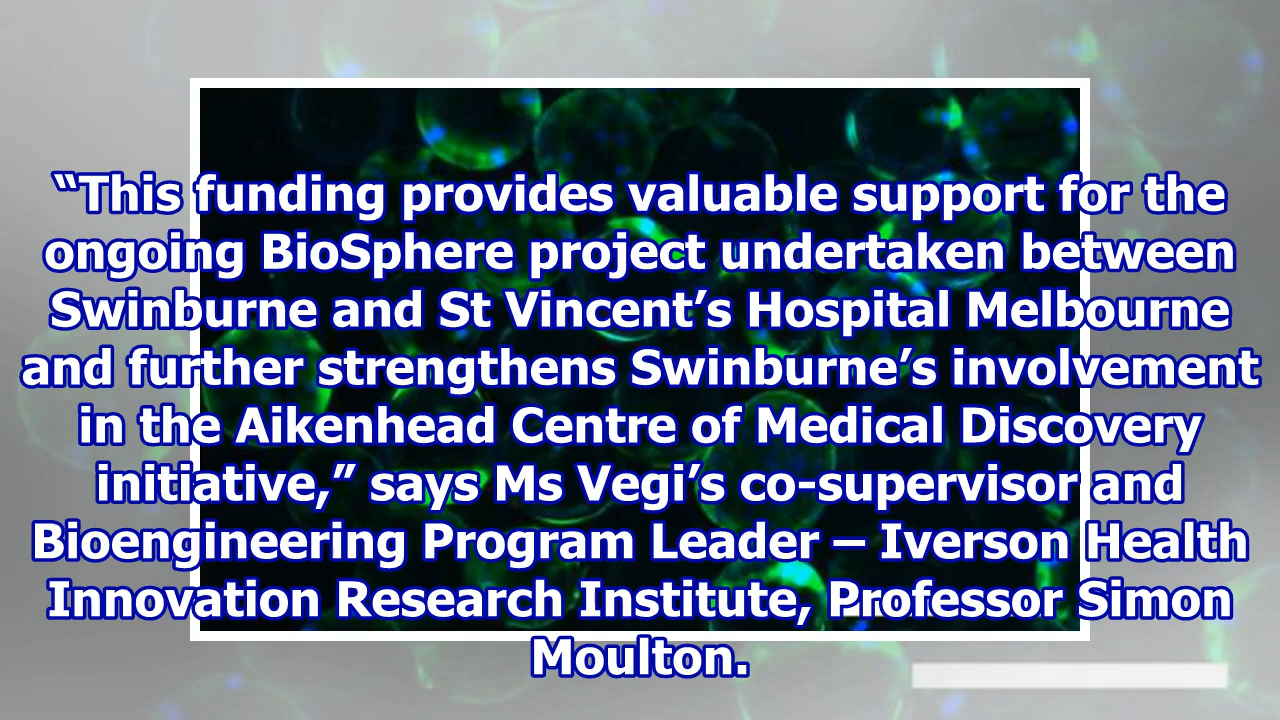 “This funding provides valuable support for the
ongoing BioSphere project undertaken between
Swinburne and St Vincent’s Hospital Melbourne
and further strengthens Swinburne’s involvement
in the Aikenhead Centre of Medical Discovery
initiative,” says Ms Vegi’s co-supervisor and
Bioengineering Program Leader – Iverson Health
Innovation Research Institute, Professor Simon
Moulton.